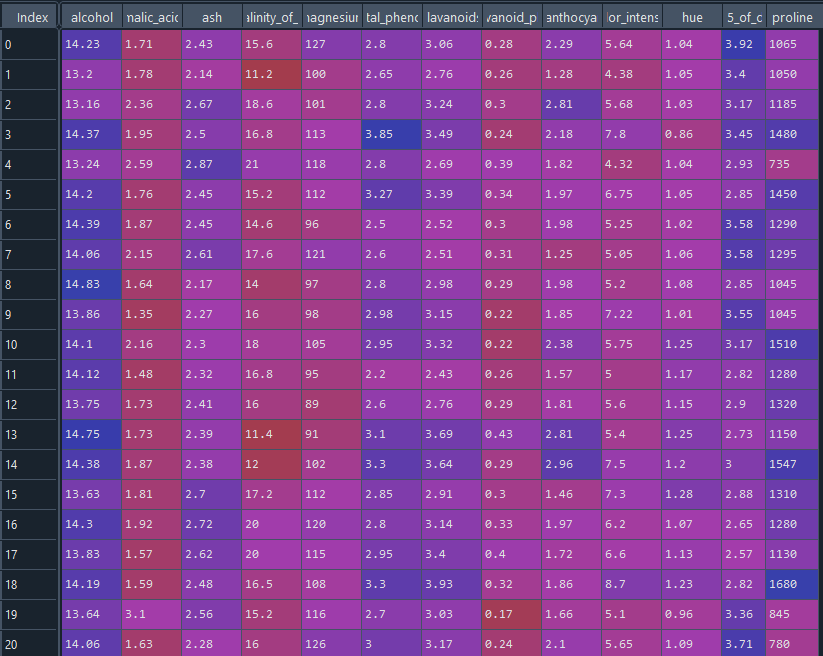 Index alcohol malic_acid ash alinity_of_ nagnesium tal_pheno lavanoids vanoid_p anthocya or_intens hue 5_of_c proline
0 14.23 1.71 2.43 15.6 127 2.8 3.06 0.28 2.29 5.64 1.04 3.92 1065
1 13.2 1.78 2.14 11.2 100 2.65 2.76 0.26 1.28 4.38 1.05 3.4 1050
2 13.16 2.36 2.67 18.6 101 2.8 3.24 0.3 2.81 5.68 1.03 3.17 1185
3 14.37 1.95 2.5 16.8 113 3.85 3.49 0.24 2.18 7.8 0.86 3.45 1480
4 13.24 2.59 2.87 21 118 2.8 2.69 0.39 1.82 4.32 1.04 2.93 735
5 14.2 1.76 2.45 15.2 112 3.27 3.39 0.34 1.97 6.75 1.05 2.85 1450
6 14.39 1.87 2.45 14.6 96 2.5 2.52 0.3 1.98 5.25 1.02 3.58 1290
7 14.06 2.15 2.61 17.6 121 2.6 2.51 0.31 1.25 5.05 1.06 3.58 1295
8 14.83 1.64 2.17 14 97 2.8 2.98 0.29 1.98 5.2 1.08 2.85 1045
9 13.86 1.35 2.27 16 98 2.98 3.15 0.22 1.85 7.22 1.01 3.55 1045
10 14.1 2.16 2.3 18 105 2.95 3.32 0.22 2.38 5.75 1.25 3.17 1510
11 14.12 1.48 2.32 16.8 95 2.2 2.43 0.26 1.57 5 1.17 2.82 1280
12 13.75 1.73 2.41 16 89 2.6 2.76 0.29 1.81 5.6 1.15 2.9 1320
13 14.75 1.73 2.39 11.4 91 3.1 3.69 0.43 2.81 5.4 1.25 2.73 1150
14 14.38 1.87 2.38 12 102 3.3 3.64 0.29 2.96 7.5 1.2 3 1547
15 13.63 1.81 2.7 17.2 112 2.85 2.91 0.3 1.46 7.3 1.28 2.88 1310
16 14.3 1.92 2.72 20 120 2.8 3.14 0.33 1.97 6.2 1.07 2.65 1280
17 13.83 1.57 2.62 20 115 2.95 3.4 0.4 1.72 6.6 1.13 2.57 1130
18 14.19 1.59 2.48 16.5 108 3.3 3.93 0.32 1.86 8.7 1.23 2.82 1680
19 13.64 3.1 2.56 15.2 116 2.7 3.03 0.17 1.66 5.1 0.96 3.36 845
20 14.06 1.63 2.28 16 126 3 3.17 0.24 2.1 5.65 1.09 3.71 780